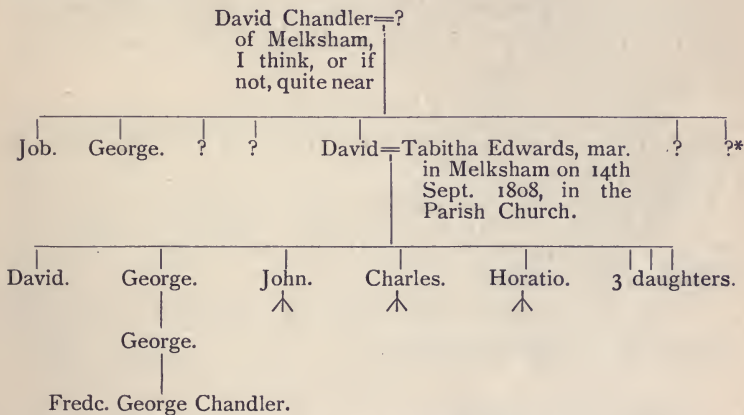 David Chandler=?
of Melksham,
I think, or if
not, quite near
Job. George. ? ? David=Tabitha Edwards, mar. ? ?*
in Melksham on 14th
Sept. 1808, in the
Parish Church.
David. George. John. Charles. Horatio. 3 daughters.
George.
Fredc. George Chandler.